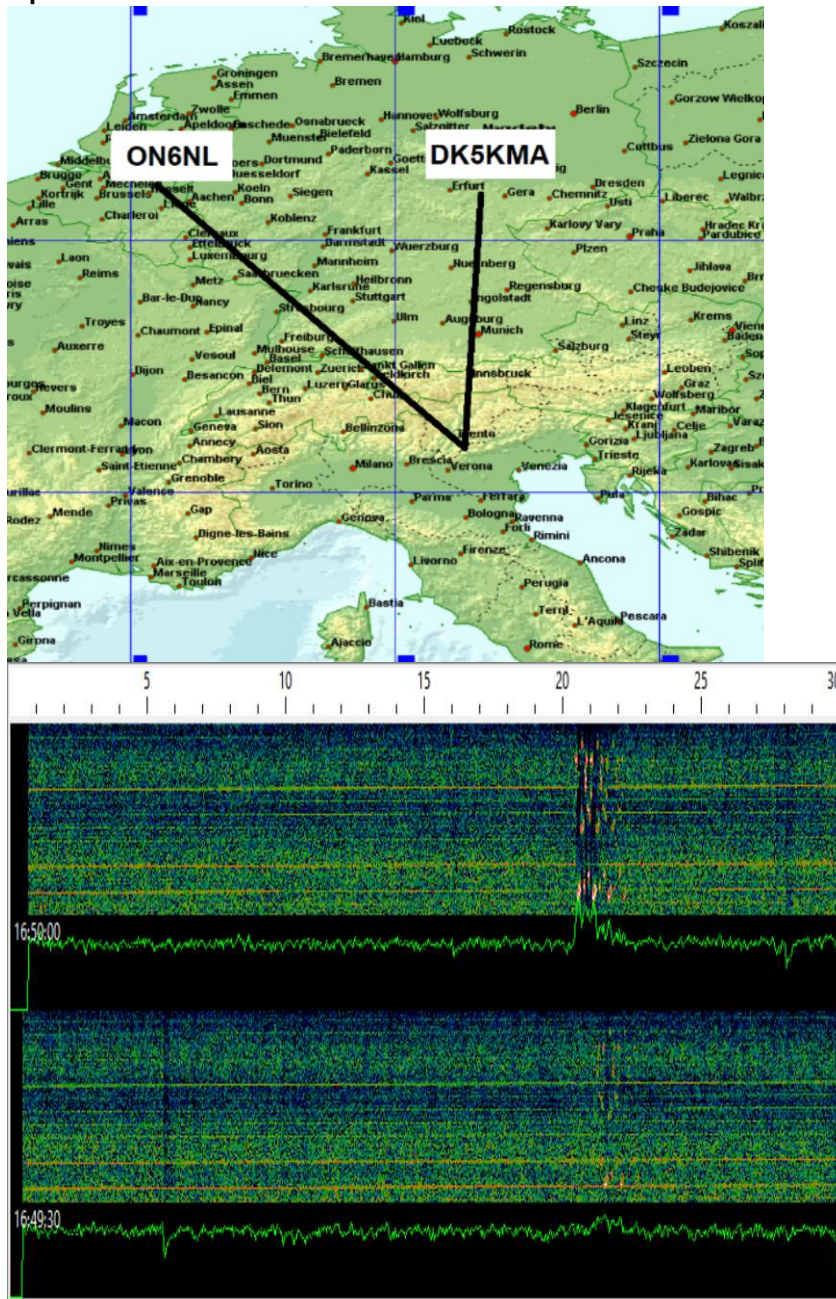 Kiel
Rostock
Koszali
Luebeck
Bremerhaven
Hamburg
Schwerin
Szczecin
Groningen
Assen
Emmen
Bremen
Gorzow Wielkop
Zwolle
Amsterdam
Apeldoorn
Enschede
Osnabrueck
Hannover
Wolfsburg
Berlin
Leiden
Bielefeld
Salzgitter
Muenster
Paderborn
Cottbus
Zielona Gora
Middelbu
ON6NL
Dortmund
Kassel
DK5KMA
Legnic
Brugge
Gent
Aachen
Koeln
Siegen
Erfurt
Gera
Chemnitz
Dresden
Kortrijk
Brussels
Bonn
Usti
Liberec
Walbrz
Lille
Arras
Charleroi
Koblenz
Karlovy Vary
Praha
Hradec Kra
Pardubice
Frankfurt
Darmstadt
Wuerzburg
Plzen
Laon
Luxembourg
Mannheim
Nuernberg
Jihlava
Reims
Metz
Saarbruecken
Heilbronn
Karlsruhe
Regensburg
Ceske Budejovice
Bar-le-Duc
Nancy
Stuttgart
Ingolstadt
Strasbourg
Ulm
Augsburg
Linz
Krems
Troyes
Chaumont
Epinal
Munich
Steyr
Auxerre
Vesoul
Freiburg
Mulhouse
Salzburg
Dijon
Besancon
Basel
Delemont
Zuerich
Sankt Gallen
Innsbruck
Leoben
Biel
Bern
Luzern
Glarus
Feldkirch
Graz
Nevers
Moulins
Thun
Wolfsberg
Klagenfurt
Maribor
Macon
Lausanne
Geneva
Sion
Bellinzona
Trento
Jesenice
Kranj
Celje
Clermont-Ferrand
Lyon
Annecy
Chambery
Aosta
Gorizia
Ljubljana
Zagreb
Saint-Etienne
Milano
Brescia
Verona
Venezia
Trieste
Rijeka
Karlovac
Sisak
Grenoble
Torino
Valence
Privas
Parma
Ferrara
Pula
Bihac
Rodez
Mende
Gap
Genova
Bologna
Ravenna
Forli
Gospic
Digne-les-Bains
Rimini
Zadar
Nimes
Montpellier
Nice
Livorno
Firenze
Ancona
Shibenik
Split
Aix-en-Provence
Marseille
Toulon
Perugia
Perpignan
Bastia
Terni
L'Aquila
Pescara
Girona
Ajaccio
Rome
5 10 15 20 25 30
16:50:00
16:49:30